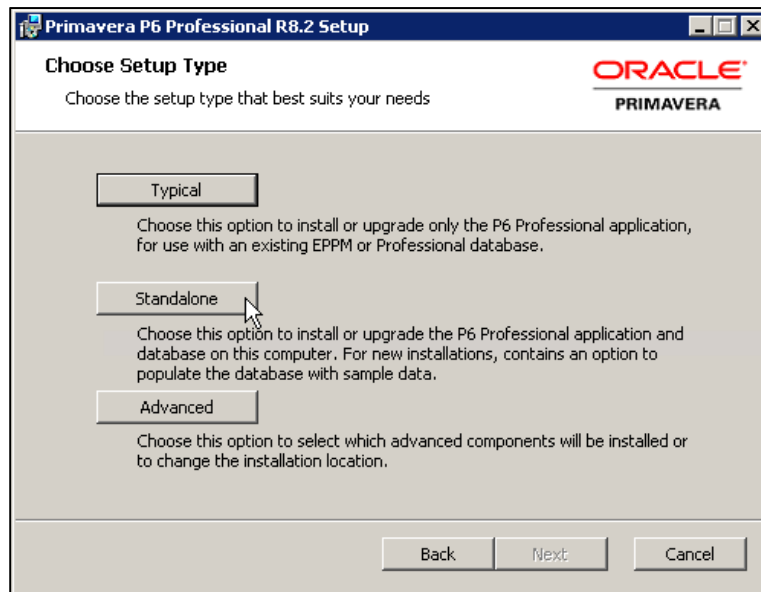 Primavera P6 Professional R8.2 Setup
Choose Setup Type
Choose the setup type that best suits your needs
ORACLE
PRIMAVERA
Typical
Choose this option to install or upgrade only the P6 Professional application,
for use with an existing EPPM or Professional database.
Standalone
Choose this option to install or upgrade the P6 Professional application and
database on this computer. For new installations, contains an option to
populate the database with sample data.
Advanced
Choose this option to select which advanced components will be installed or
to change the installation location.
Back Next Cancel